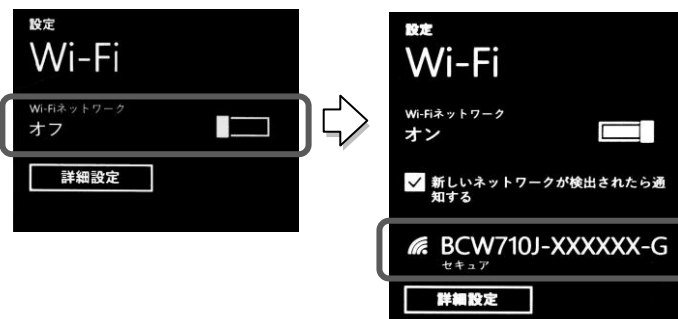 設定
Wi-Fi
Wi-Fiネットワーク
オフ
詳細設定
設定
Wi-Fi
Wi-Fiネットワーク
オン
新しいネットワークが検出されたら通
知する
BCW710J-XXXXXX-G
セキュア
詳細設定